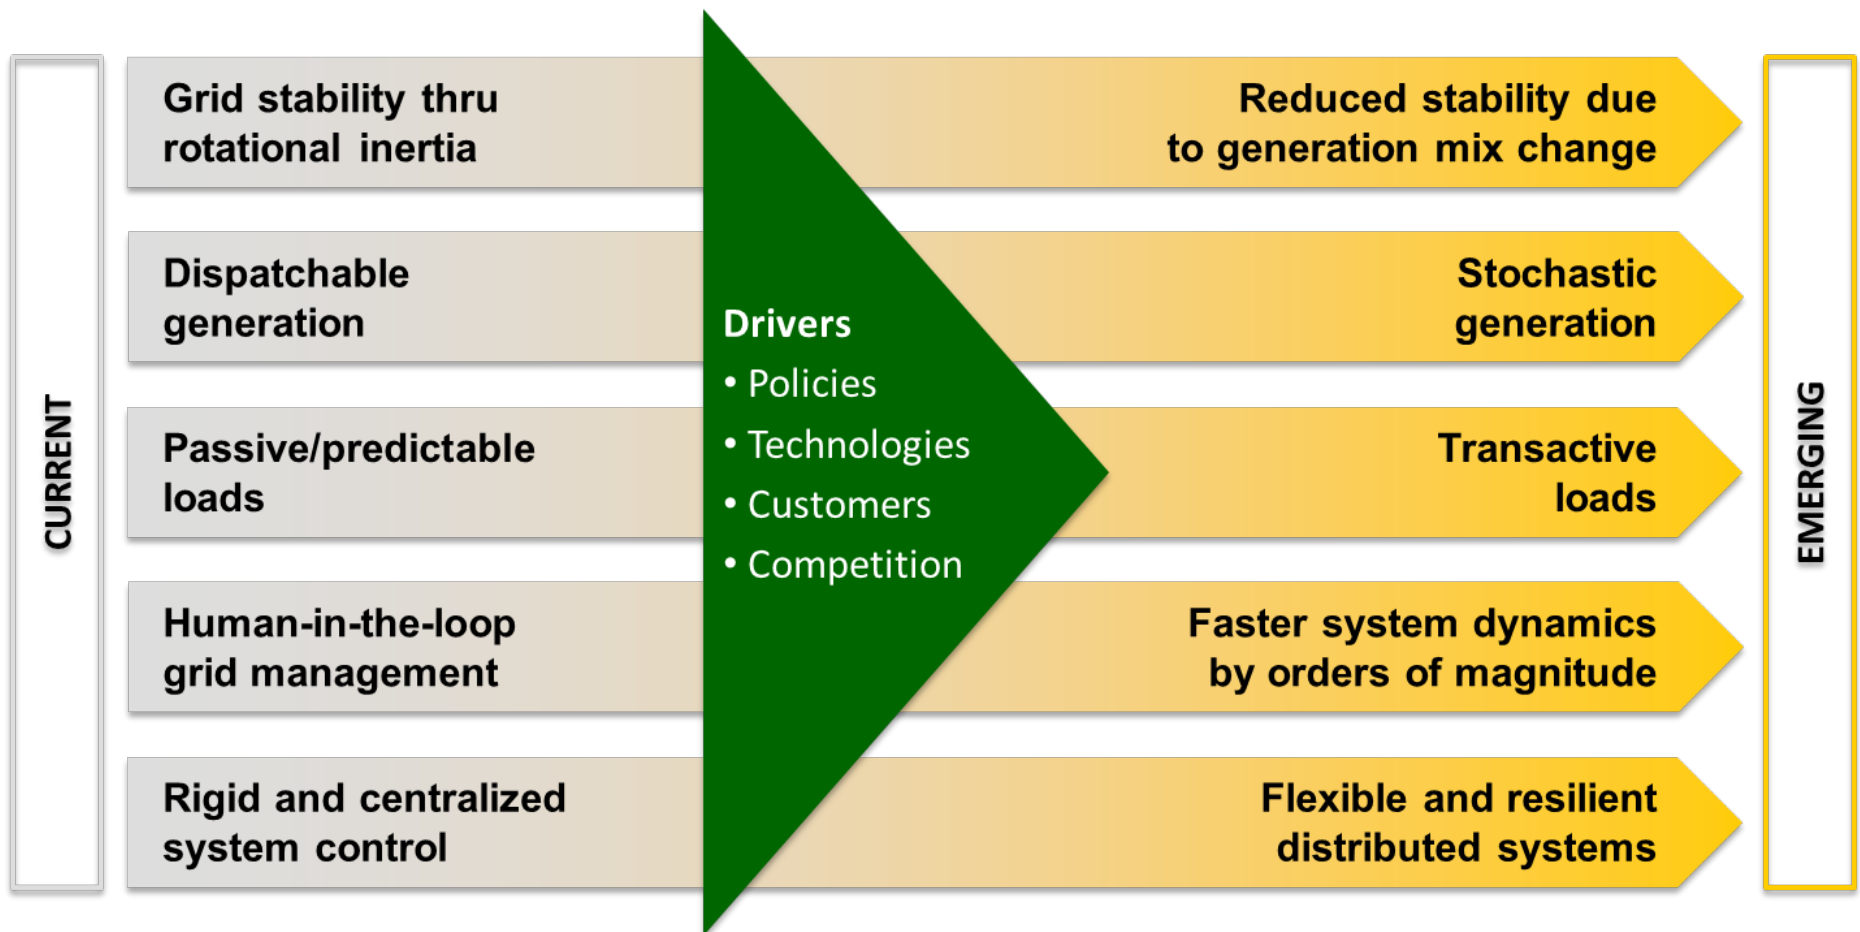 CURRENT
Grid stability thru
rotational inertia
Reduced stability due
to generation mix change
Dispatchable
generation
Stochastic
generation
Passive/predictable
loads
Transactive
loads
Human-in-the-loop
grid management
Faster system dynamics
by orders of magnitude
Rigid and centralized
system control
Flexible and resilient
distributed systems
Drivers
• Policies
• Technologies
• Customers
• Competition
EMERGING